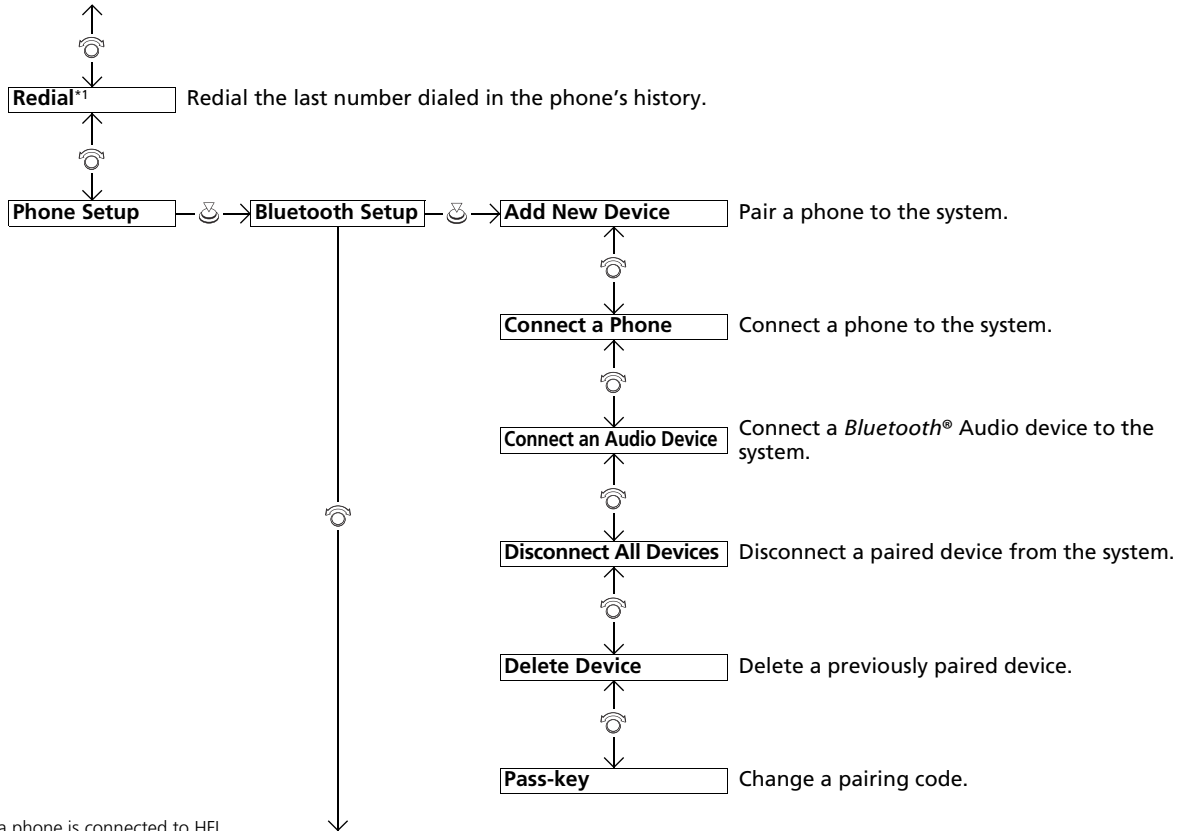 Redial*1 Redial the last number dialed in the phone's history.
Phone Setup Bluetooth Setup Add New Device Pair a phone to the system.
Connect a Phone Connect a phone to the system.
Connect an Audio Device Connect a Bluetooth® Audio device to the
system.
Disconnect All Devices Disconnect a paired device from the system.
Delete Device Delete a previously paired device.
Pass-key Change a pairing code.
a phone is connected to HFL